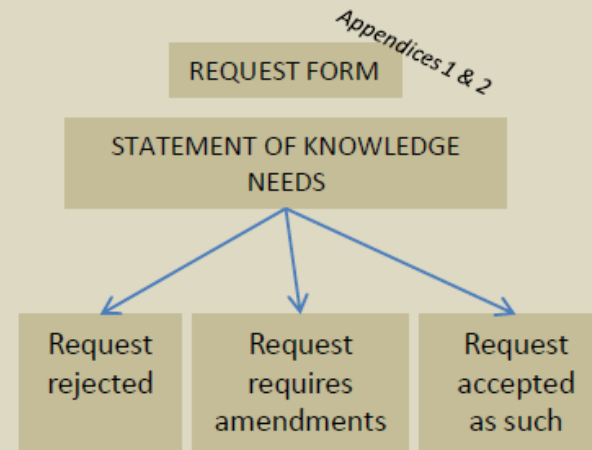 Appendices 1 & 2
REQUEST FORM
STATEMENT OF KNOWLEDGE
NEEDS
Request
rejected
Request
requires
amendments
Request
accepted
as such